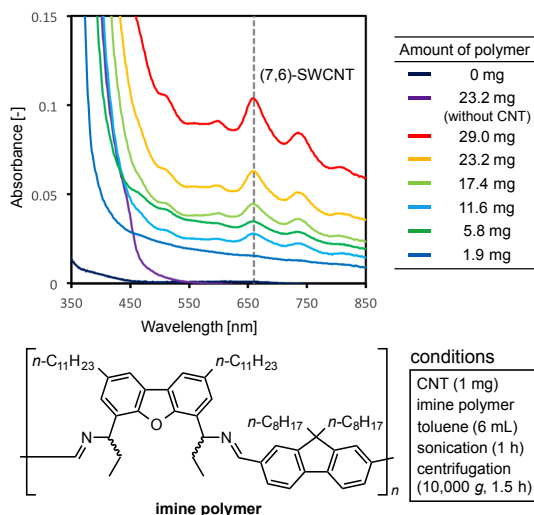 0.15
0.1
0.05
0
Absorbance [-]
(7,6)-SWCNT
350 450 550 650 750 850
Wavelength [nm]
Amount of polymer
0 mg
23.2 mg
(without CNT)
29.0 mg
23.2 mg
17.4 mg
11.6 mg
5.8 mg
1.9 mg
n-C11H23 n-C11H23
O
N N
n-C8H17 n-C8H17
n
imine polymer
conditions
CNT (1 mg)
imine polymer
toluene (6 mL)
sonication (1 h)
centrifugation
(10,000 g, 1.5 h)